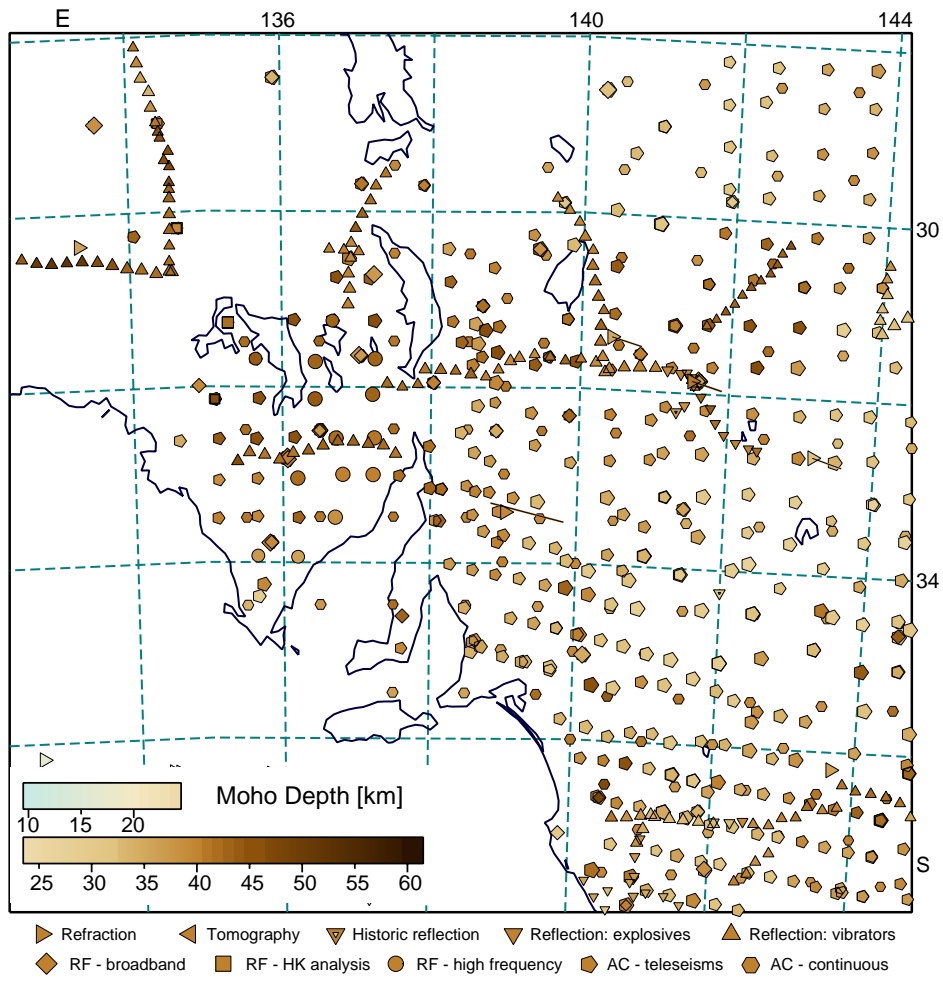 E 136 140 144
30
34
Moho Depth [km]
10 15 20
25 30 35 40 45 50 55 60
S
Refraction Tomography Historic reflection Reflection: explosives Reflection: vibrators
RF - broadband RF - HK analysis RF - high frequency AC - teleseisms AC - continuous